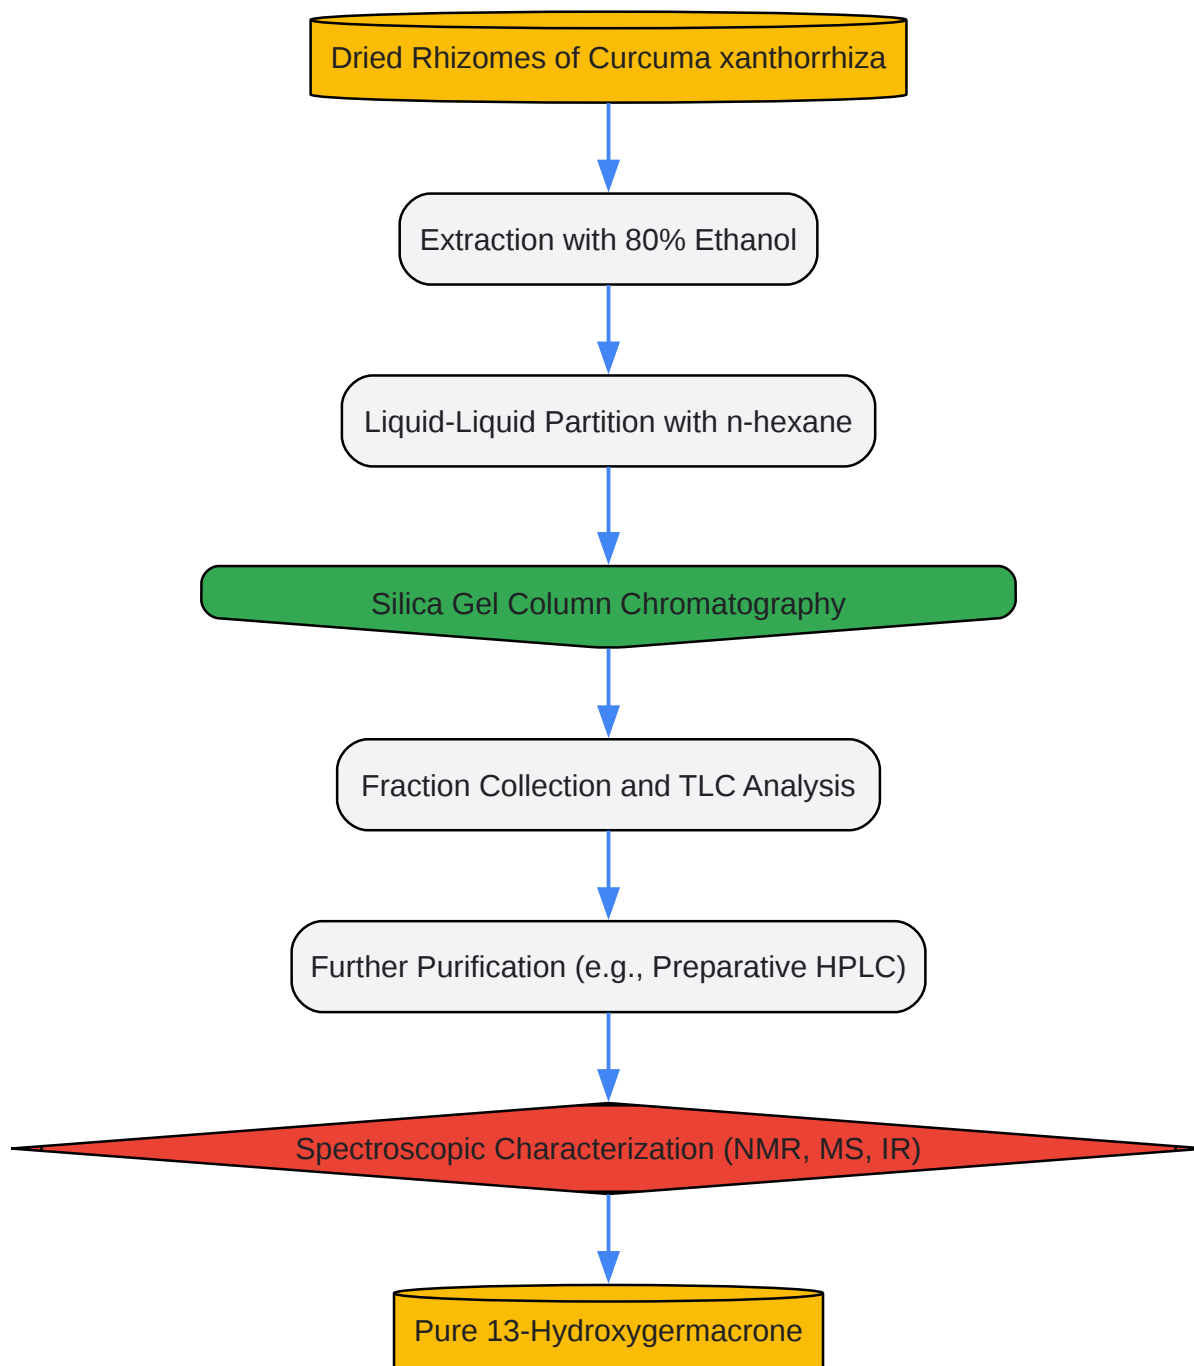 Dried Rhizomes of Curcuma xanthorrhiza
Extraction with 80% Ethanol
Liquid-Liquid Partition with n-hexane
Silica Gel Column Chromatography
Fraction Collection and TLC Analysis
Further Purification (e.g., Preparative HPLC)
Spectroscopic Characterization (NMR, MS, IR)
Pure 13-Hydroxygermacrone